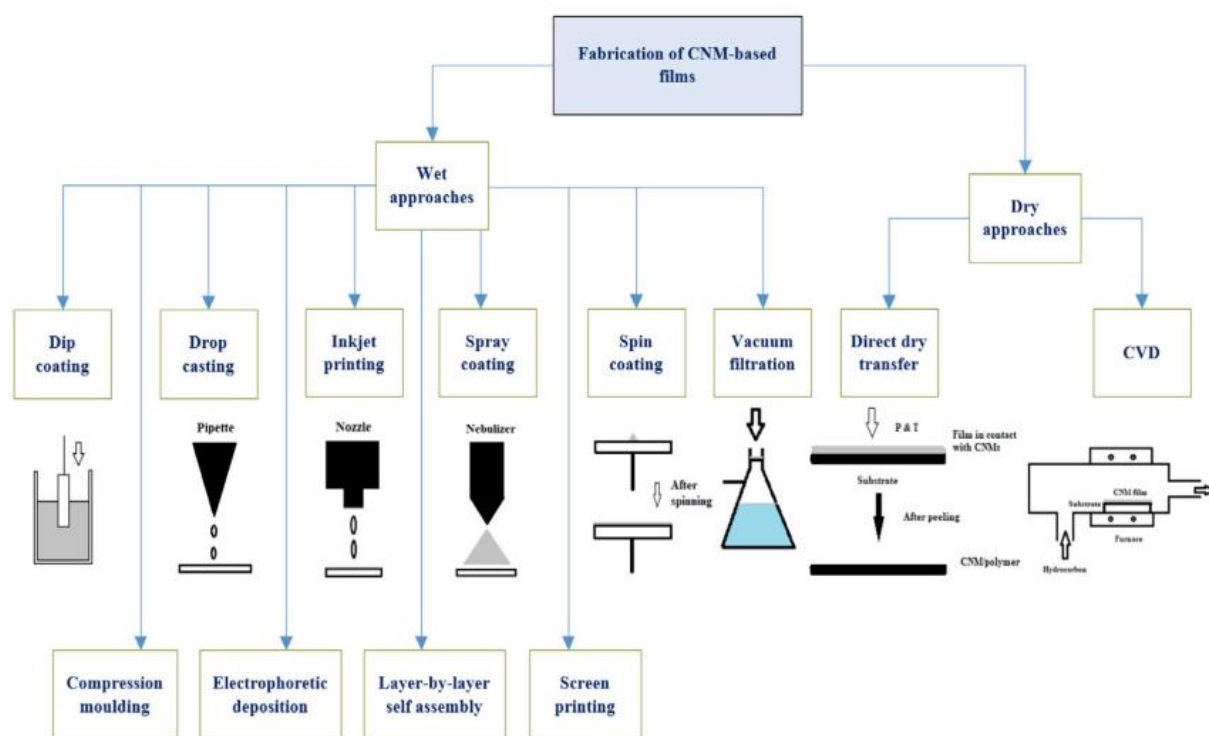 Fabrication of CNM-based
films
Wet
approaches
Dry
approaches
Dip
coating
Drop
casting
Inkjet
printing
Spray
coating
Spin
coating
Vacuum
filtration
Direct dry
transfer
CVD
Pipette
Nozzle
Nebulizer
After
spinning
P & T
Film in contact
with CNMs
Substrate
After peeling
CNM/polymer
CNM film
Substrate
Furnace
Hydrocarbon
Compression
moulding
Electrophoretic
deposition
Layer-by-layer
self assembly
Screen
printing